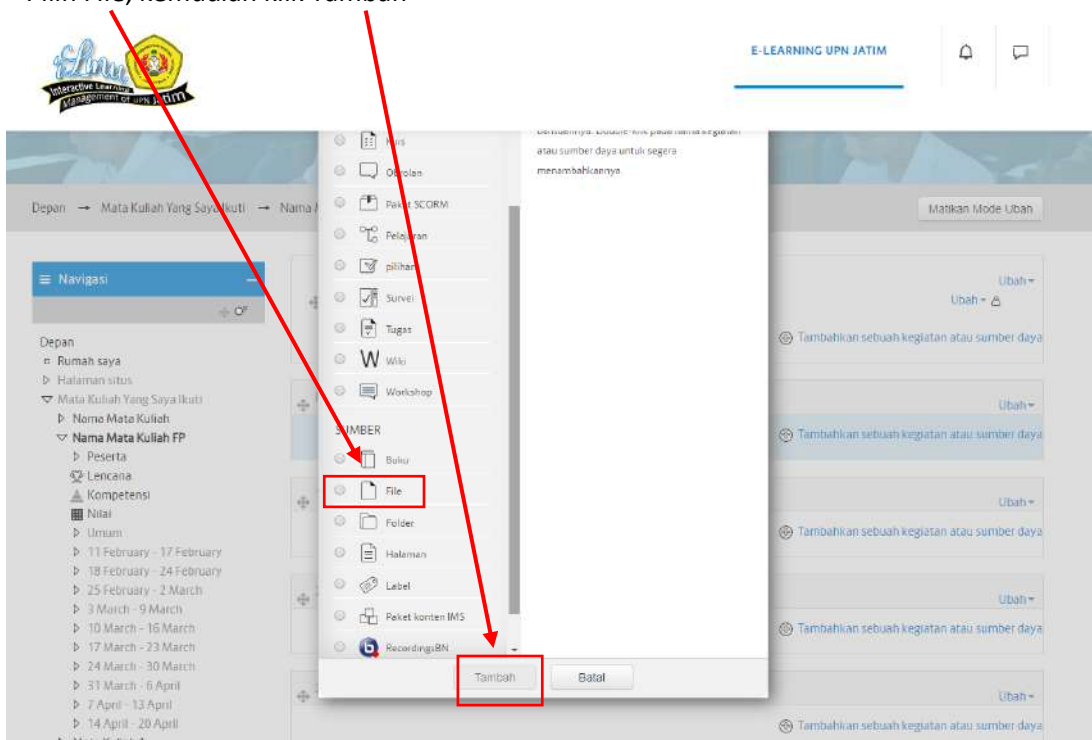 Pilih File, kemudian klik Tambah
Elmu
Interactive Learning
Management of UPN Jatim
E-LEARNING UPN JATIM
Kuis
atau sumber daya untuk segera
menambahkannya.
Obrolan
Paket SCORM
Pelajaran
pilihan
Survei
Tugas
Wiki
Workshop
SUMBER
Buku
File
Folder
Halaman
Label
Paket konten IMS
RecordingsBN
Tambah
Batal
Depan → Mata Kuliah Yang Saya Ikuti → Nama
Matikan Mode Ubah
Navigasi
Depan
Rumah saya
Halaman situs
Mata Kuliah Yang Saya Ikuti
Nama Mata Kuliah
Nama Mata Kuliah FP
Peserta
Lencana
Kompetensi
Nilai
Umum
11 February - 17 February
18 February - 24 February
25 February - 2 March
3 March - 9 March
10 March - 16 March
17 March - 23 March
24 March - 30 March
31 March - 6 April
7 April - 13 April
14 April - 20 April
Ubah
Ubah
Tambahkan sebuah kegiatan atau sumber daya
Ubah
Tambahkan sebuah kegiatan atau sumber daya
Ubah
Tambahkan sebuah kegiatan atau sumber daya
Ubah
Tambahkan sebuah kegiatan atau sumber daya
Ubah
Tambahkan sebuah kegiatan atau sumber daya